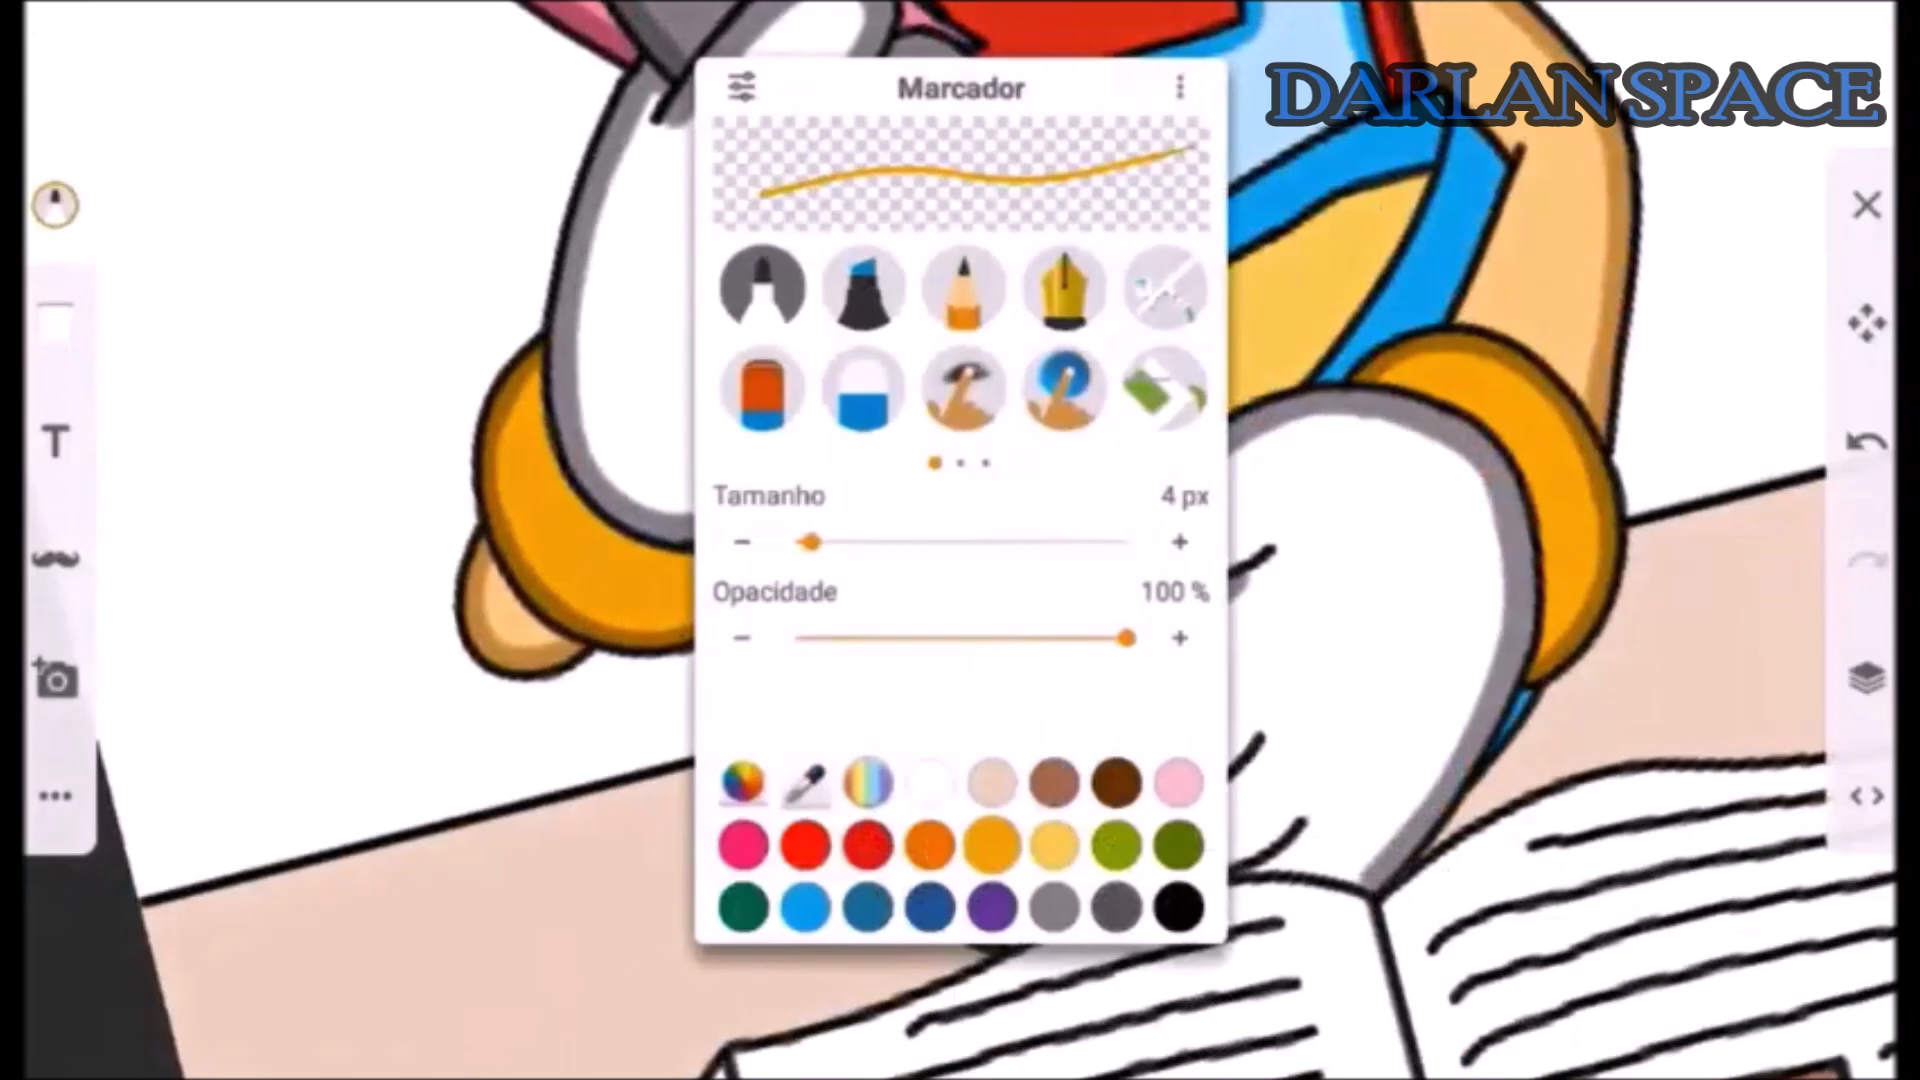 Marcador
DARLAN SPACE
T
Tamanho 4 px
Opacidade 100 %